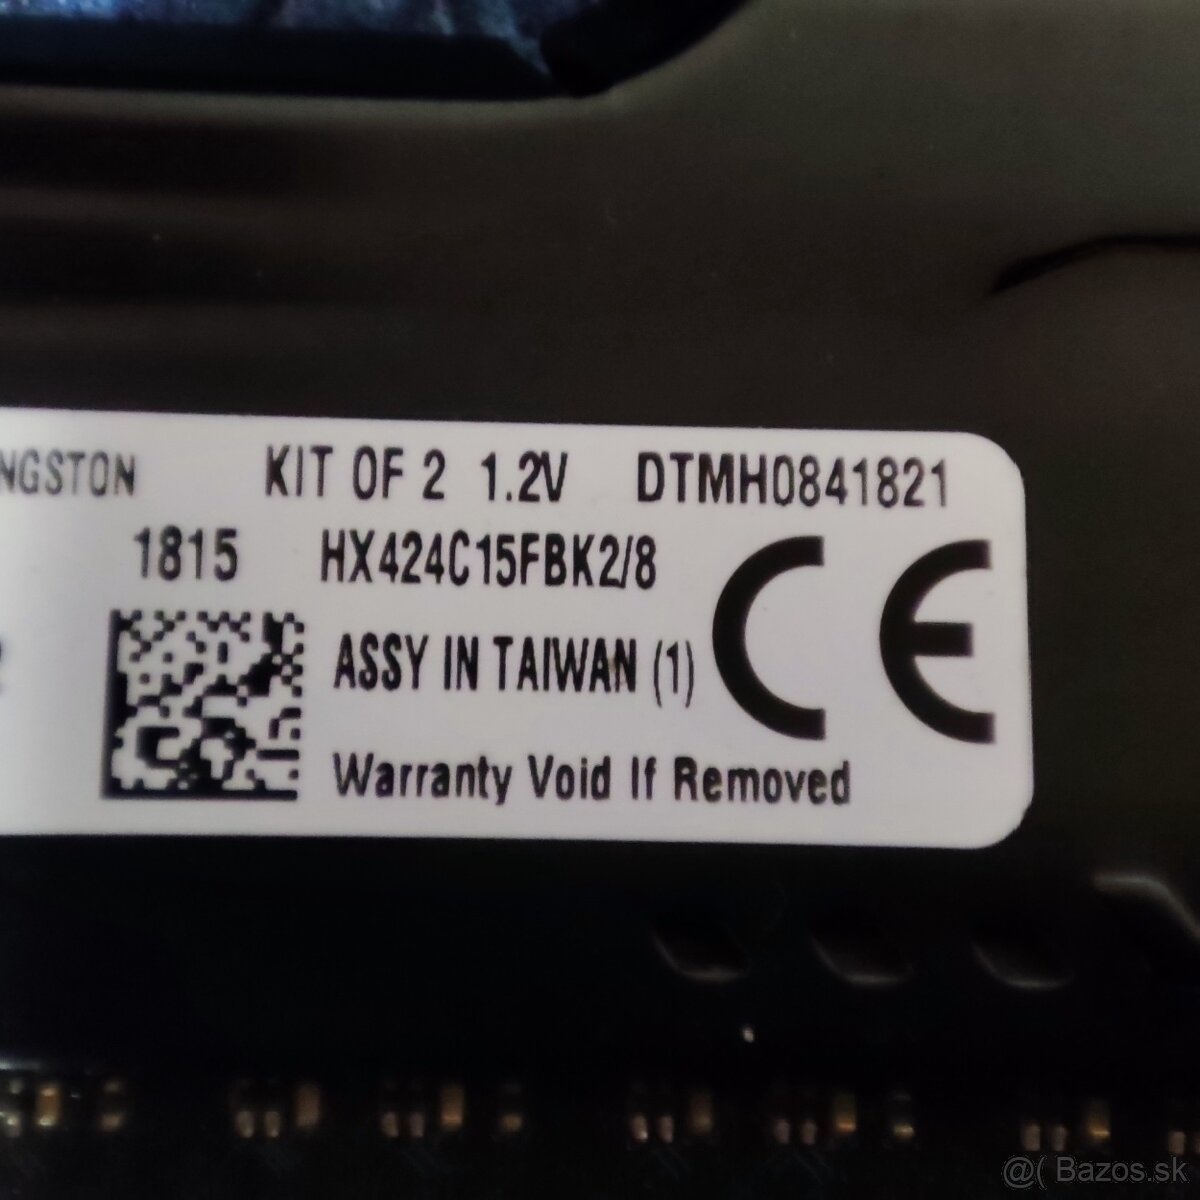 NGSTON KIT OF 2 1.2V DTMH0841821
1815 HX424C15FBK2/8
CE
ASSY IN TAIWAN (1)
Warranty Void If Removed
@( Bazos.sk